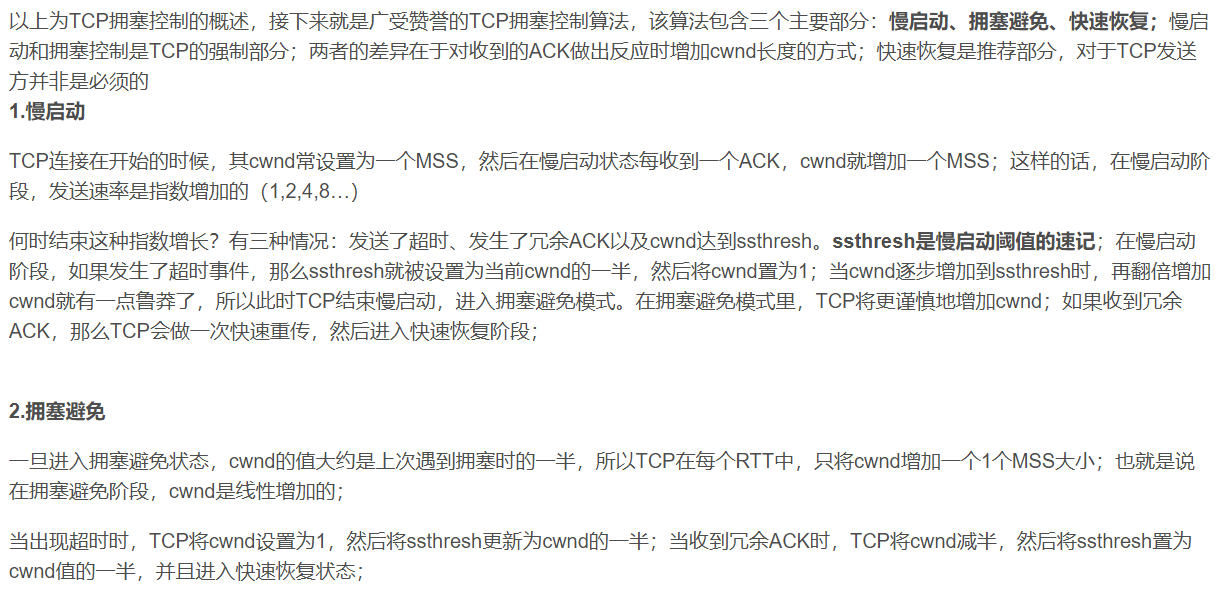 以上为TCP拥塞控制的概述，接下来就是广受赞誉的TCP拥塞控制算法，该算法包含三个主要部分：慢启动、拥塞避免、快速恢复；慢启
动和拥塞控制是TCP的强制部分；两者的差异在于对收到的ACK做出反应时增加cwnd长度的方式；快速恢复是推荐部分，对于TCP发送
方并非是必须的
1.慢启动
TCP连接在开始的时候，其cwnd常设置为一个MSS，然后在慢启动状态每收到一个ACK，cwnd就增加一个MSS；这样的话，在慢启动阶
段，发送速率是指数增加的（1,2,4,8…）
何时结束这种指数增长？有三种情况：发送了超时、发生了冗余ACK以及cwnd达到ssthresh。ssthresh是慢启动阈值的速记；在慢启动
阶段，如果发生了超时事件，那么ssthresh就被设置为当前cwnd的一半，然后将cwnd置为1；当cwnd逐步增加到ssthresh时，再翻倍增加
cwnd就有一点鲁莽了，所以此时TCP结束慢启动，进入拥塞避免模式。在拥塞避免模式里，TCP将更谨慎地增加cwnd；如果收到冗余
ACK，那么TCP会做一次快速重传，然后进入快速恢复阶段；
2.拥塞避免
一旦进入拥塞避免状态，cwnd的值大约是上次遇到拥塞时的一半，所以TCP在每个RTT中，只将cwnd增加一个1个MSS大小；也就是说
在拥塞避免阶段，cwnd是线性增加的；
当出现超时时，TCP将cwnd设置为1，然后将ssthresh更新为cwnd的一半；当收到冗余ACK时，TCP将cwnd减半，然后将ssthresh置为
cwnd值的一半，并且进入快速恢复状态；